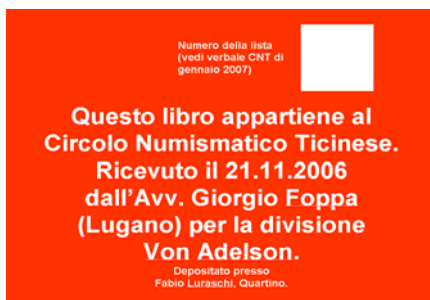 Numero della lista
(vedi verbale CNT di
gennaio 2007)
Questo libro appartiene al
Circolo Numismatico Ticinese.
Ricevuto il 21.11.2006
dall'Avv. Giorgio Foppa
(Lugano) per la divisione
Von Adelson.
Depositato presso
Fabio Luraschi, Quartino.